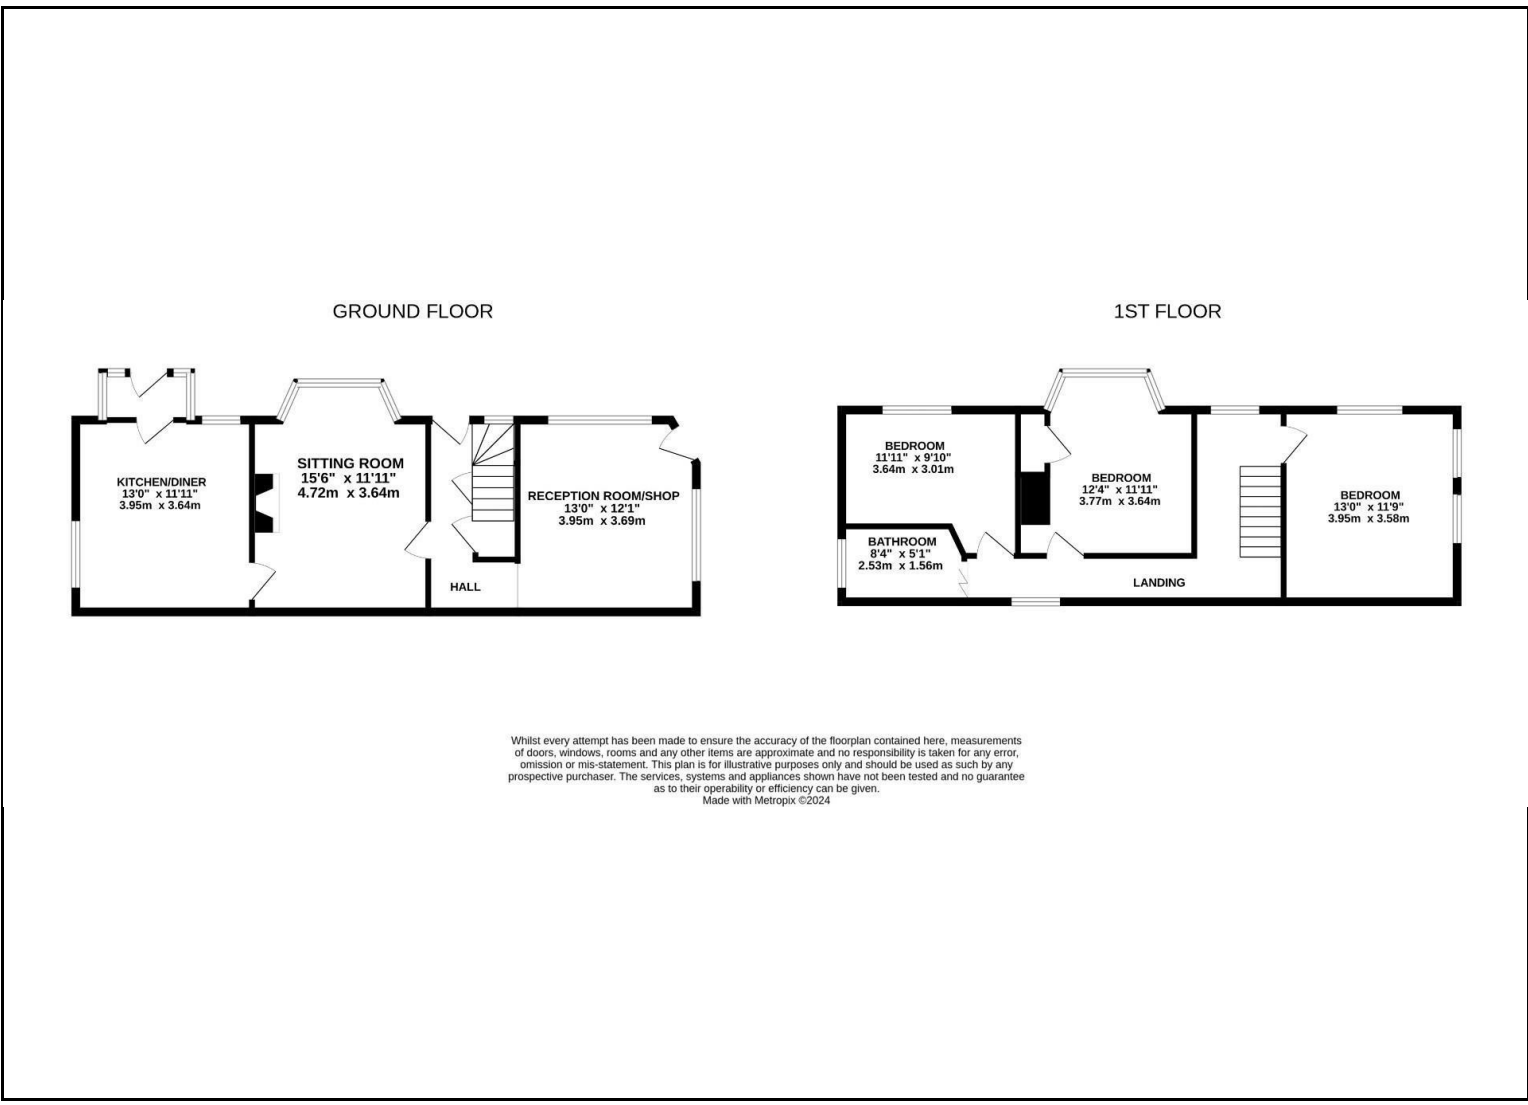 GROUND FLOOR
KITCHEN/DINER
13'0" x 11'11"
3.95m x 3.64m
SITTING ROOM
15'6" x 11'11"
4.72m x 3.64m
HALL
RECEPTION ROOM/SHOP
13'0" x 12'1"
3.95m x 3.69m
1ST FLOOR
BEDROOM
11'11" x 9'10"
3.64m x 3.01m
BATHROOM
8'4" x 5'1"
2.53m x 1.56m
BEDROOM
12'4" x 11'11"
3.77m x 3.64m
LANDING
BEDROOM
13'0" x 11'9"
3.95m x 3.58m
Whilst every attempt has been made to ensure the accuracy of the floorplan contained here, measurements
of doors, windows, rooms and any other items are approximate and no responsibility is taken for any error,
omission or mis-statement. This plan is for illustrative purposes only and should be used as such by any
prospective purchaser. The services, systems and appliances shown have not been tested and no guarantee
as to their operability or efficiency can be given.
Made with Metropix ©2024